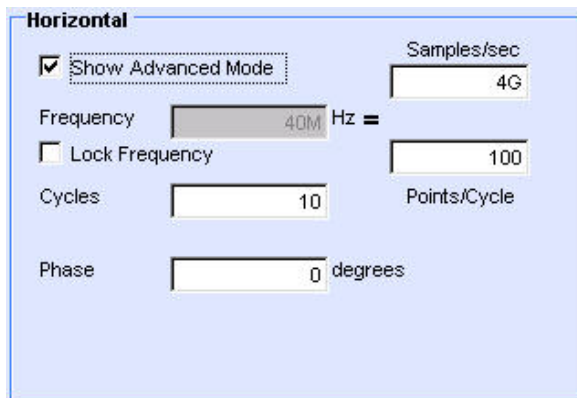 Horizontal
Show Advanced Mode
Samples/sec
4G
Frequency 40M Hz =
Lock Frequency
100
Cycles 10 Points/Cycle
Phase 0 degrees